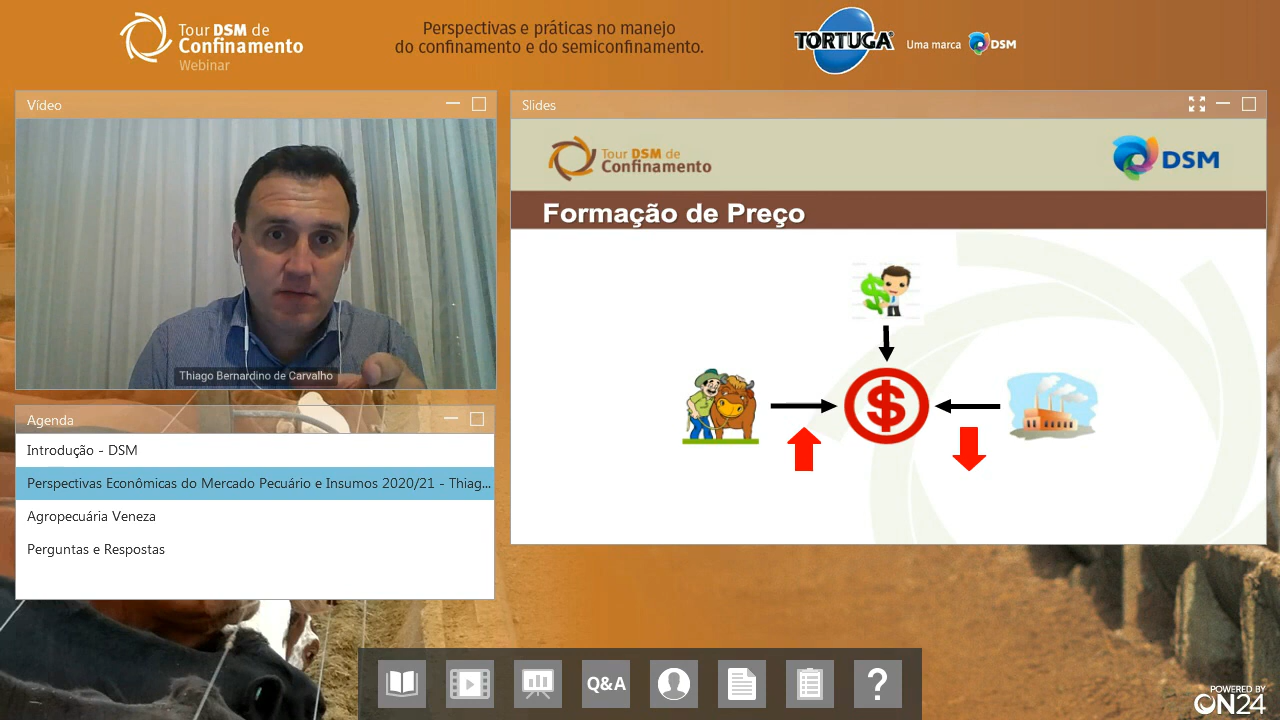 Tour DSM de
Confinamento
Webinar
Perspectivas e práticas no manejo
do confinamento e do semiconfinamento.
TORTUGA®
Uma marca DSM
Vídeo
Thiago Bernardino de Carvalho
Agenda
Introdução - DSM
Perspectivas Econômicas do Mercado Pecuário e Insumos 2020/21 - Thiag...
Agropecuária Veneza
Perguntas e Respostas
Slides
Tour DSM de
Confinamento
DSM
Formação de Preço
$
$
Q&A
?
POWERED BY
ON24